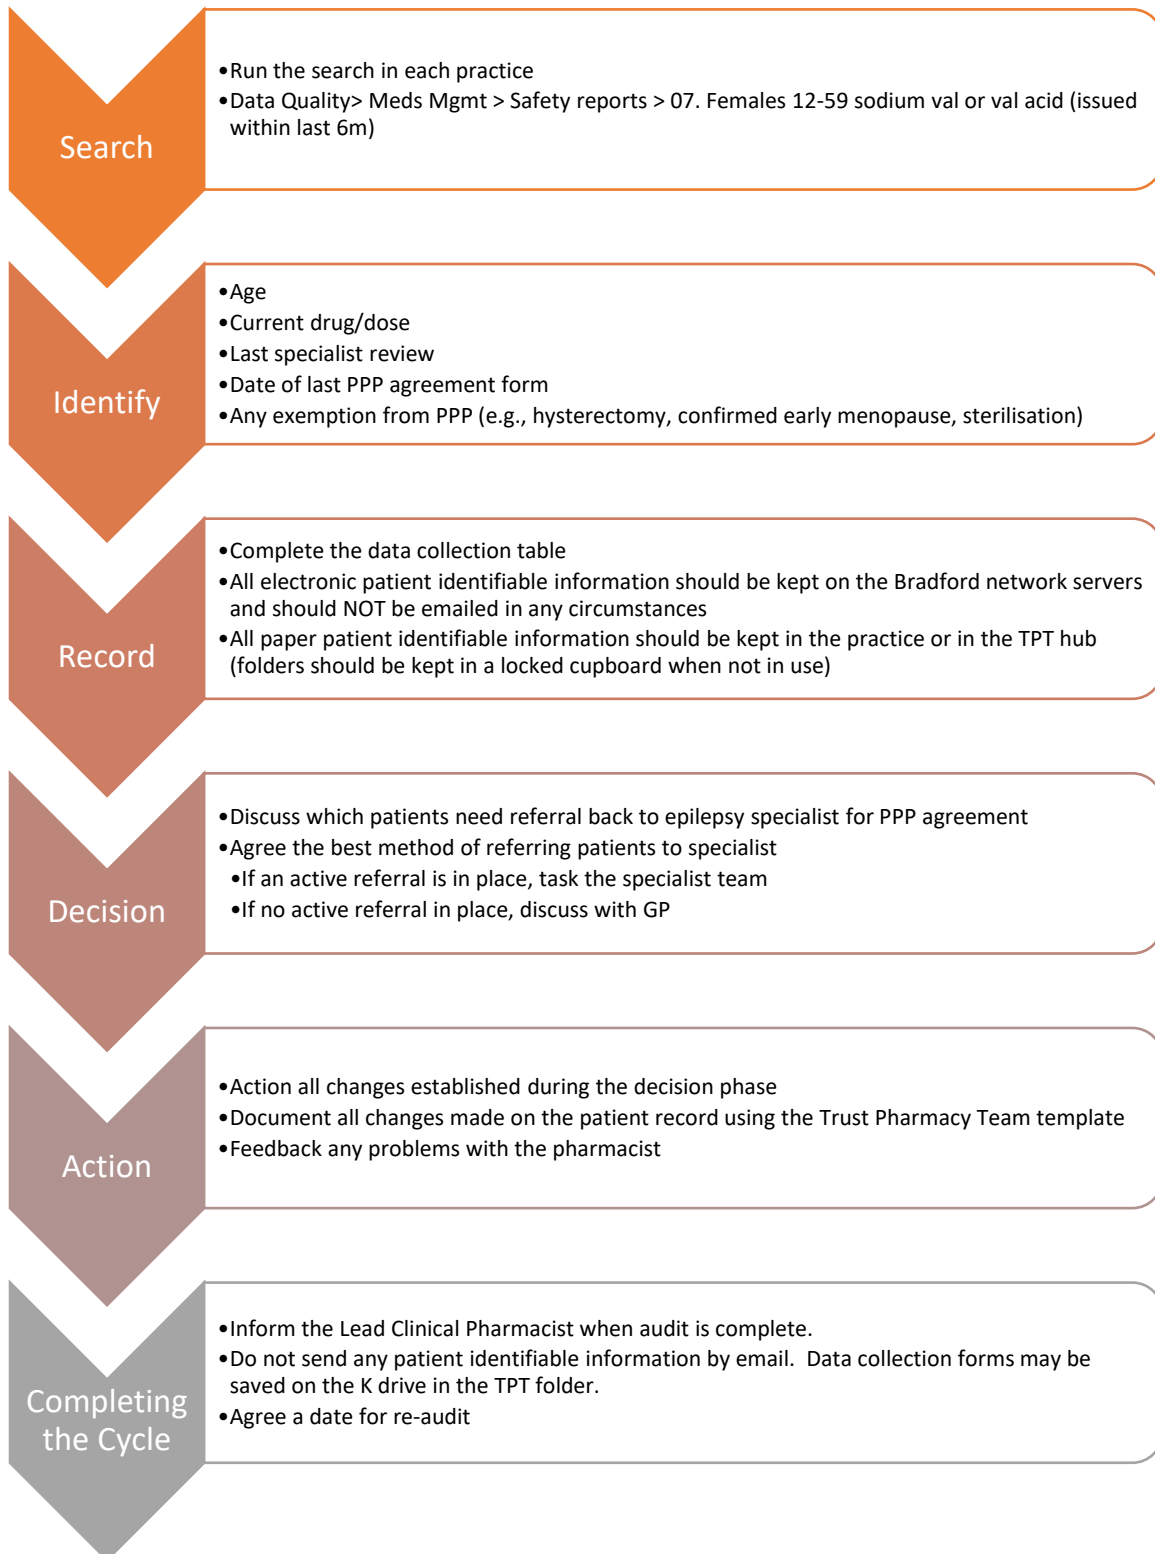 Search
•Run the search in each practice
•Data Quality> Meds Mgmt > Safety reports > 07. Females 12-59 sodium val or val acid (issued
within last 6m)
Identify
•Age
•Current drug/dose
•Last specialist review
•Date of last PPP agreement form
•Any exemption from PPP (e.g., hysterectomy, confirmed early menopause, sterilisation)
Record
•Complete the data collection table
•All electronic patient identifiable information should be kept on the Bradford network servers
and should NOT be emailed in any circumstances
•All paper patient identifiable information should be kept in the practice or in the TPT hub
(folders should be kept in a locked cupboard when not in use)
Decision
•Discuss which patients need referral back to epilepsy specialist for PPP agreement
•Agree the best method of referring patients to specialist
•If an active referral is in place, task the specialist team
•If no active referral in place, discuss with GP
Action
•Action all changes established during the decision phase
•Document all changes made on the patient record using the Trust Pharmacy Team template
•Feedback any problems with the pharmacist
Completing
the Cycle
•Inform the Lead Clinical Pharmacist when audit is complete.
•Do not send any patient identifiable information by email.  Data collection forms may be
saved on the K drive in the TPT folder.
•Agree a date for re-audit